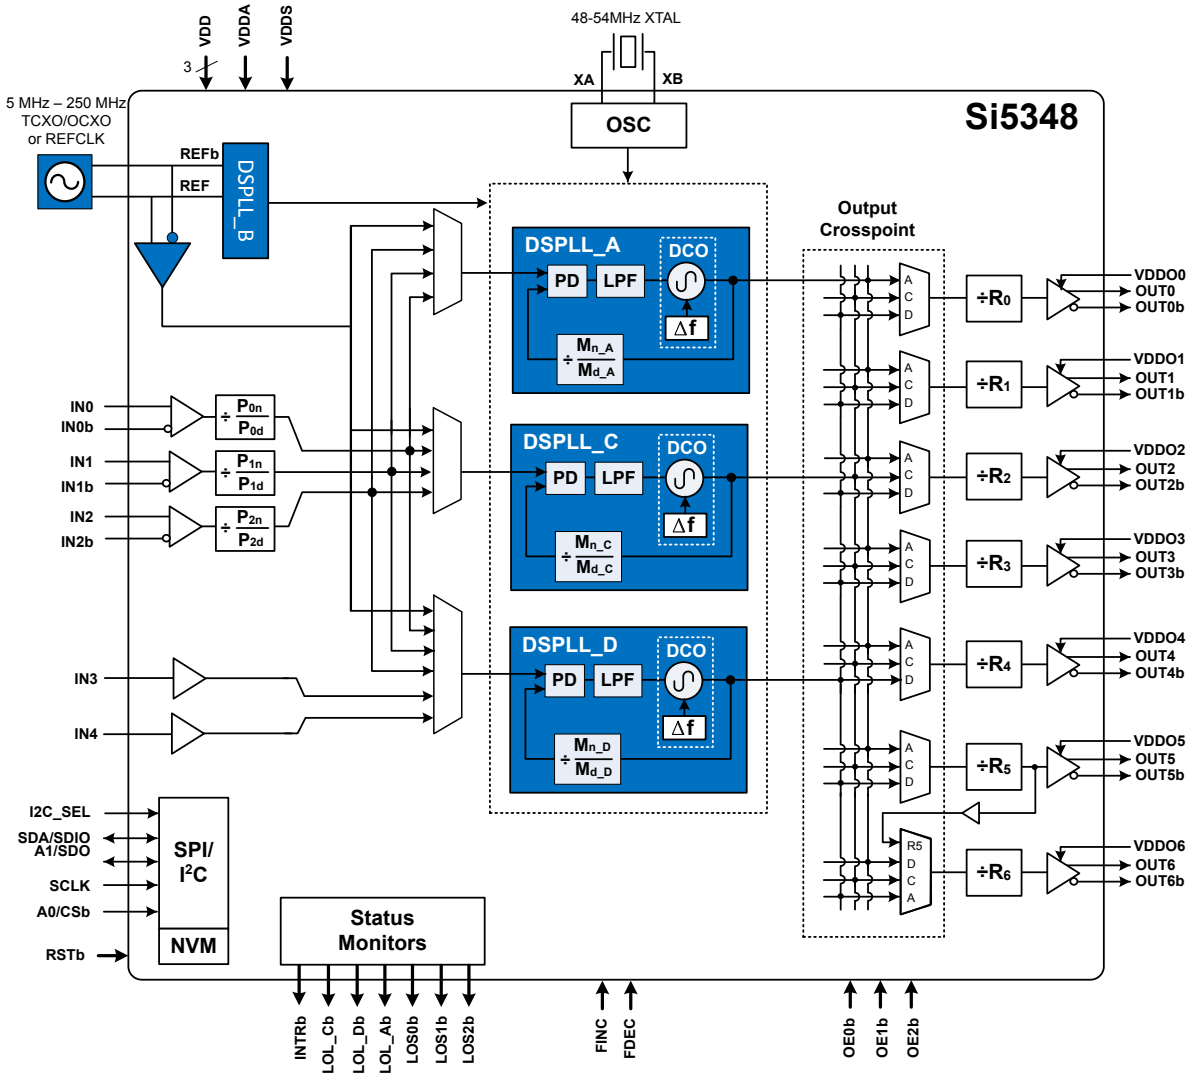 48-54MHz XTAL
XA
XB
OSC
Si5348
VDD
VDDA
VDDS
3
5 MHz – 250 MHz
TCXO/OCXO
or REFCLK
REFb
REF
DSPLL_B
Output
Crosspoint
DSPLL_A
DCO
PD
LPF
Δf
÷ Mn_A
Md_A
DSPLL_C
DCO
PD
LPF
Δf
÷ Mn_C
Md_C
DSPLL_D
DCO
PD
LPF
Δf
÷ Mn_D
Md_D
IN0
IN0b
÷ P0n
P0d
IN1
IN1b
÷ P1n
P1d
IN2
IN2b
÷ P2n
P2d
IN3
IN4
A
C
D
÷R0
VDDO0
OUT0
OUT0b
A
C
D
÷R1
VDDO1
OUT1
OUT1b
A
C
D
÷R2
VDDO2
OUT2
OUT2b
A
C
D
÷R3
VDDO3
OUT3
OUT3b
A
C
D
÷R4
VDDO4
OUT4
OUT4b
A
C
D
÷R5
VDDO5
OUT5
OUT5b
R5
D
C
A
÷R6
VDDO6
OUT6
OUT6b
I2C_SEL
SDA/SDIO
A1/SDO
SCLK
A0/CSb
RSTb
SPI/
I²C
NVM
Status
Monitors
INTRb
LOL_Cb
LOL_Db
LOL_Ab
LOS0b
LOS1b
LOS2b
FINC
FDEC
OE0b
OE1b
OE2b